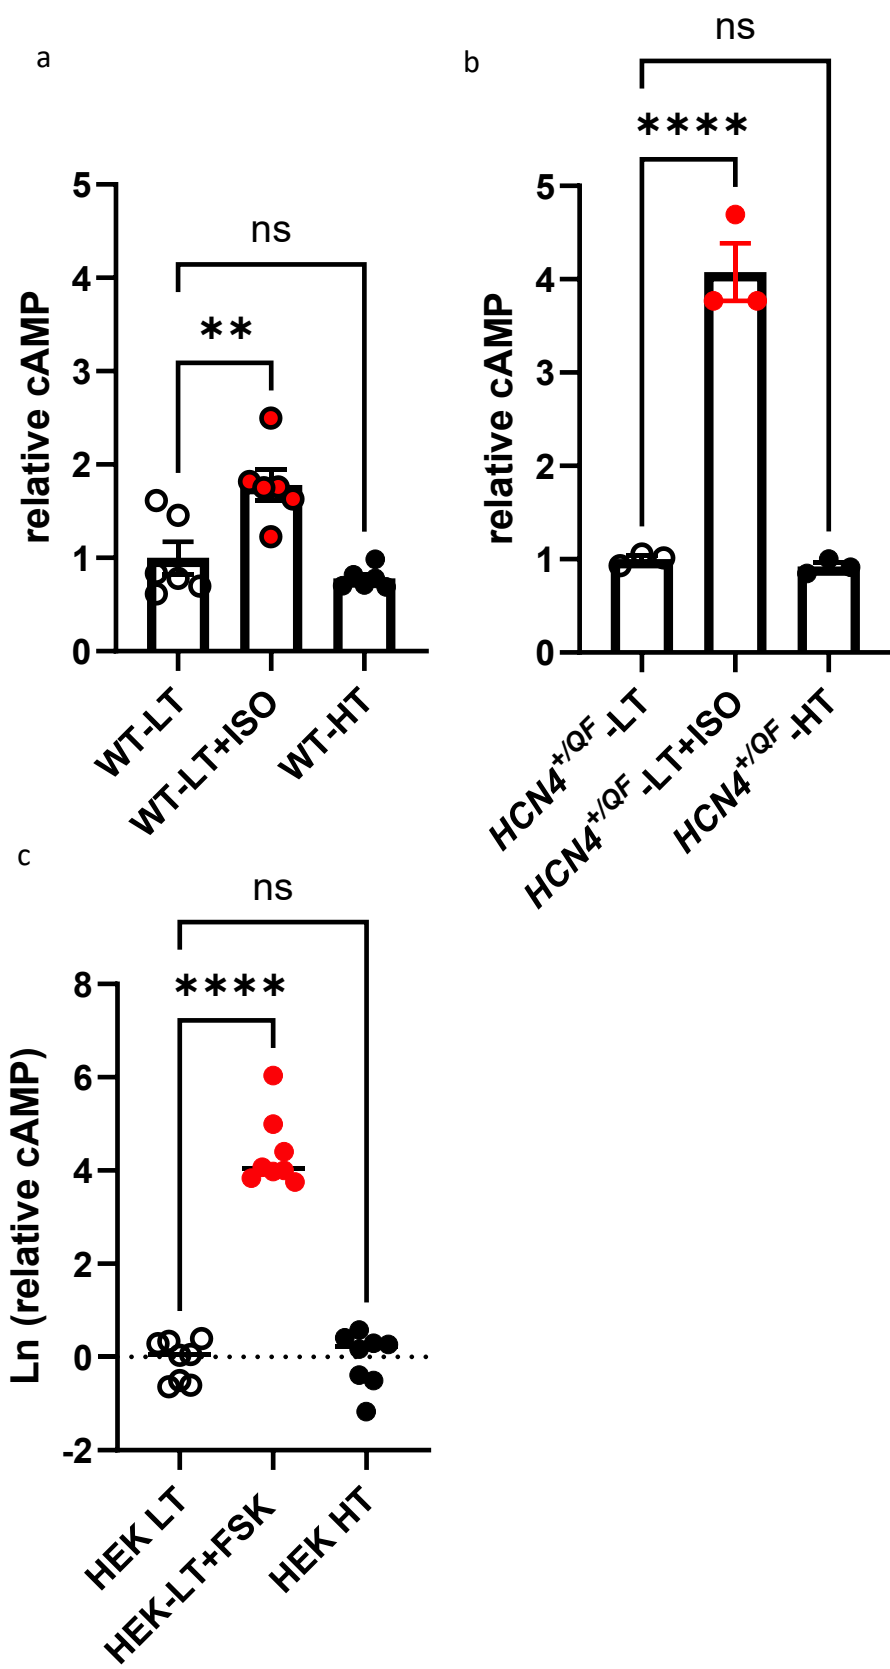 a
ns
**
5
4
3
2
1
0
relative cAMP
WT-LT
WT-LT+ISO
WT-HT
b
ns
****
5
4
3
2
1
0
relative cAMP
HCN4+/QF -LT
HCN4+/QF -LT+ISO
HCN4+/QF -HT
c
ns
****
8
6
4
2
0
-2
Ln (relative cAMP)
HEK LT
HEK-LT+FSK
HEK HT